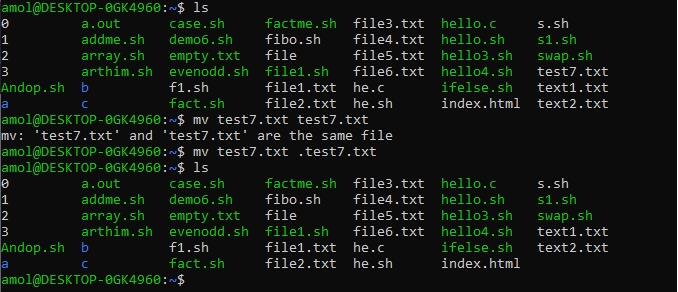 amol@DESKTOP-0GK4960:~$ ls
0 a.out case.sh factme.sh file3.txt hello.c s.sh
1 addme.sh demo6.sh fibo.sh file4.txt hello.sh s1.sh
2 array.sh empty.txt file file5.txt hello3.sh swap.sh
3 arthim.sh evenodd.sh file1.sh file6.txt hello4.sh test7.txt
Andop.sh b f1.sh file1.txt he.c ifelse.sh text1.txt
a c fact.sh file2.txt he.sh index.html text2.txt
amol@DESKTOP-0GK4960:~$ mv test7.txt test7.txt
mv: 'test7.txt' and 'test7.txt' are the same file
amol@DESKTOP-0GK4960:~$ mv test7.txt .test7.txt
amol@DESKTOP-0GK4960:~$ ls
0 a.out case.sh factme.sh file3.txt hello.c s.sh
1 addme.sh demo6.sh fibo.sh file4.txt hello.sh s1.sh
2 array.sh empty.txt file file5.txt hello3.sh swap.sh
3 arthim.sh evenodd.sh file1.sh file6.txt hello4.sh text1.txt
Andop.sh b f1.sh file1.txt he.c ifelse.sh text2.txt
a c fact.sh file2.txt he.sh index.html
amol@DESKTOP-0GK4960:~$